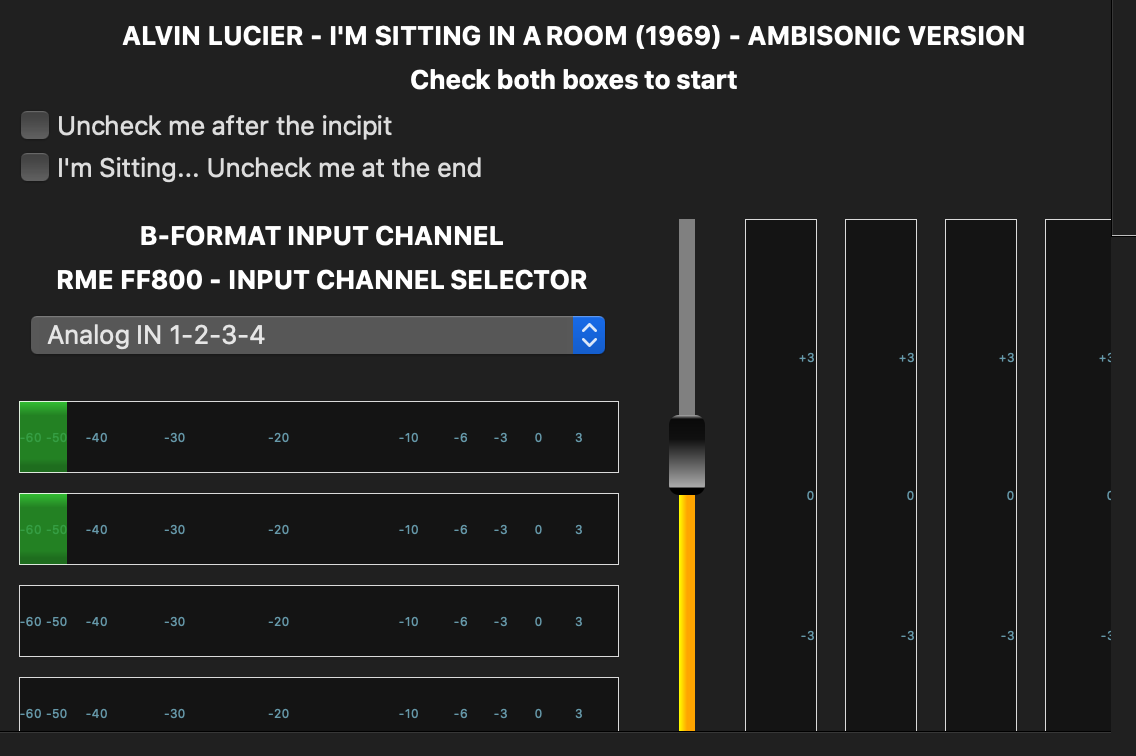 ALVIN LUCIER - I'M SITTING IN A ROOM (1969) - AMBISONIC VERSION
Check both boxes to start
Uncheck me after the incipit
I'm Sitting... Uncheck me at the end
B-FORMAT INPUT CHANNEL
RME FF800 - INPUT CHANNEL SELECTOR
Analog IN 1-2-3-4
-60 -50 -40 -30 -20 -10 -6 -3 0 3
-60 -50 -40 -30 -20 -10 -6 -3 0 3
-60 -50 -40 -30 -20 -10 -6 -3 0 3
-60 -50 -40 -30 -20 -10 -6 -3 0 3
+3 +3 +3 +3
0 0 0 0
-3 -3 -3 -3